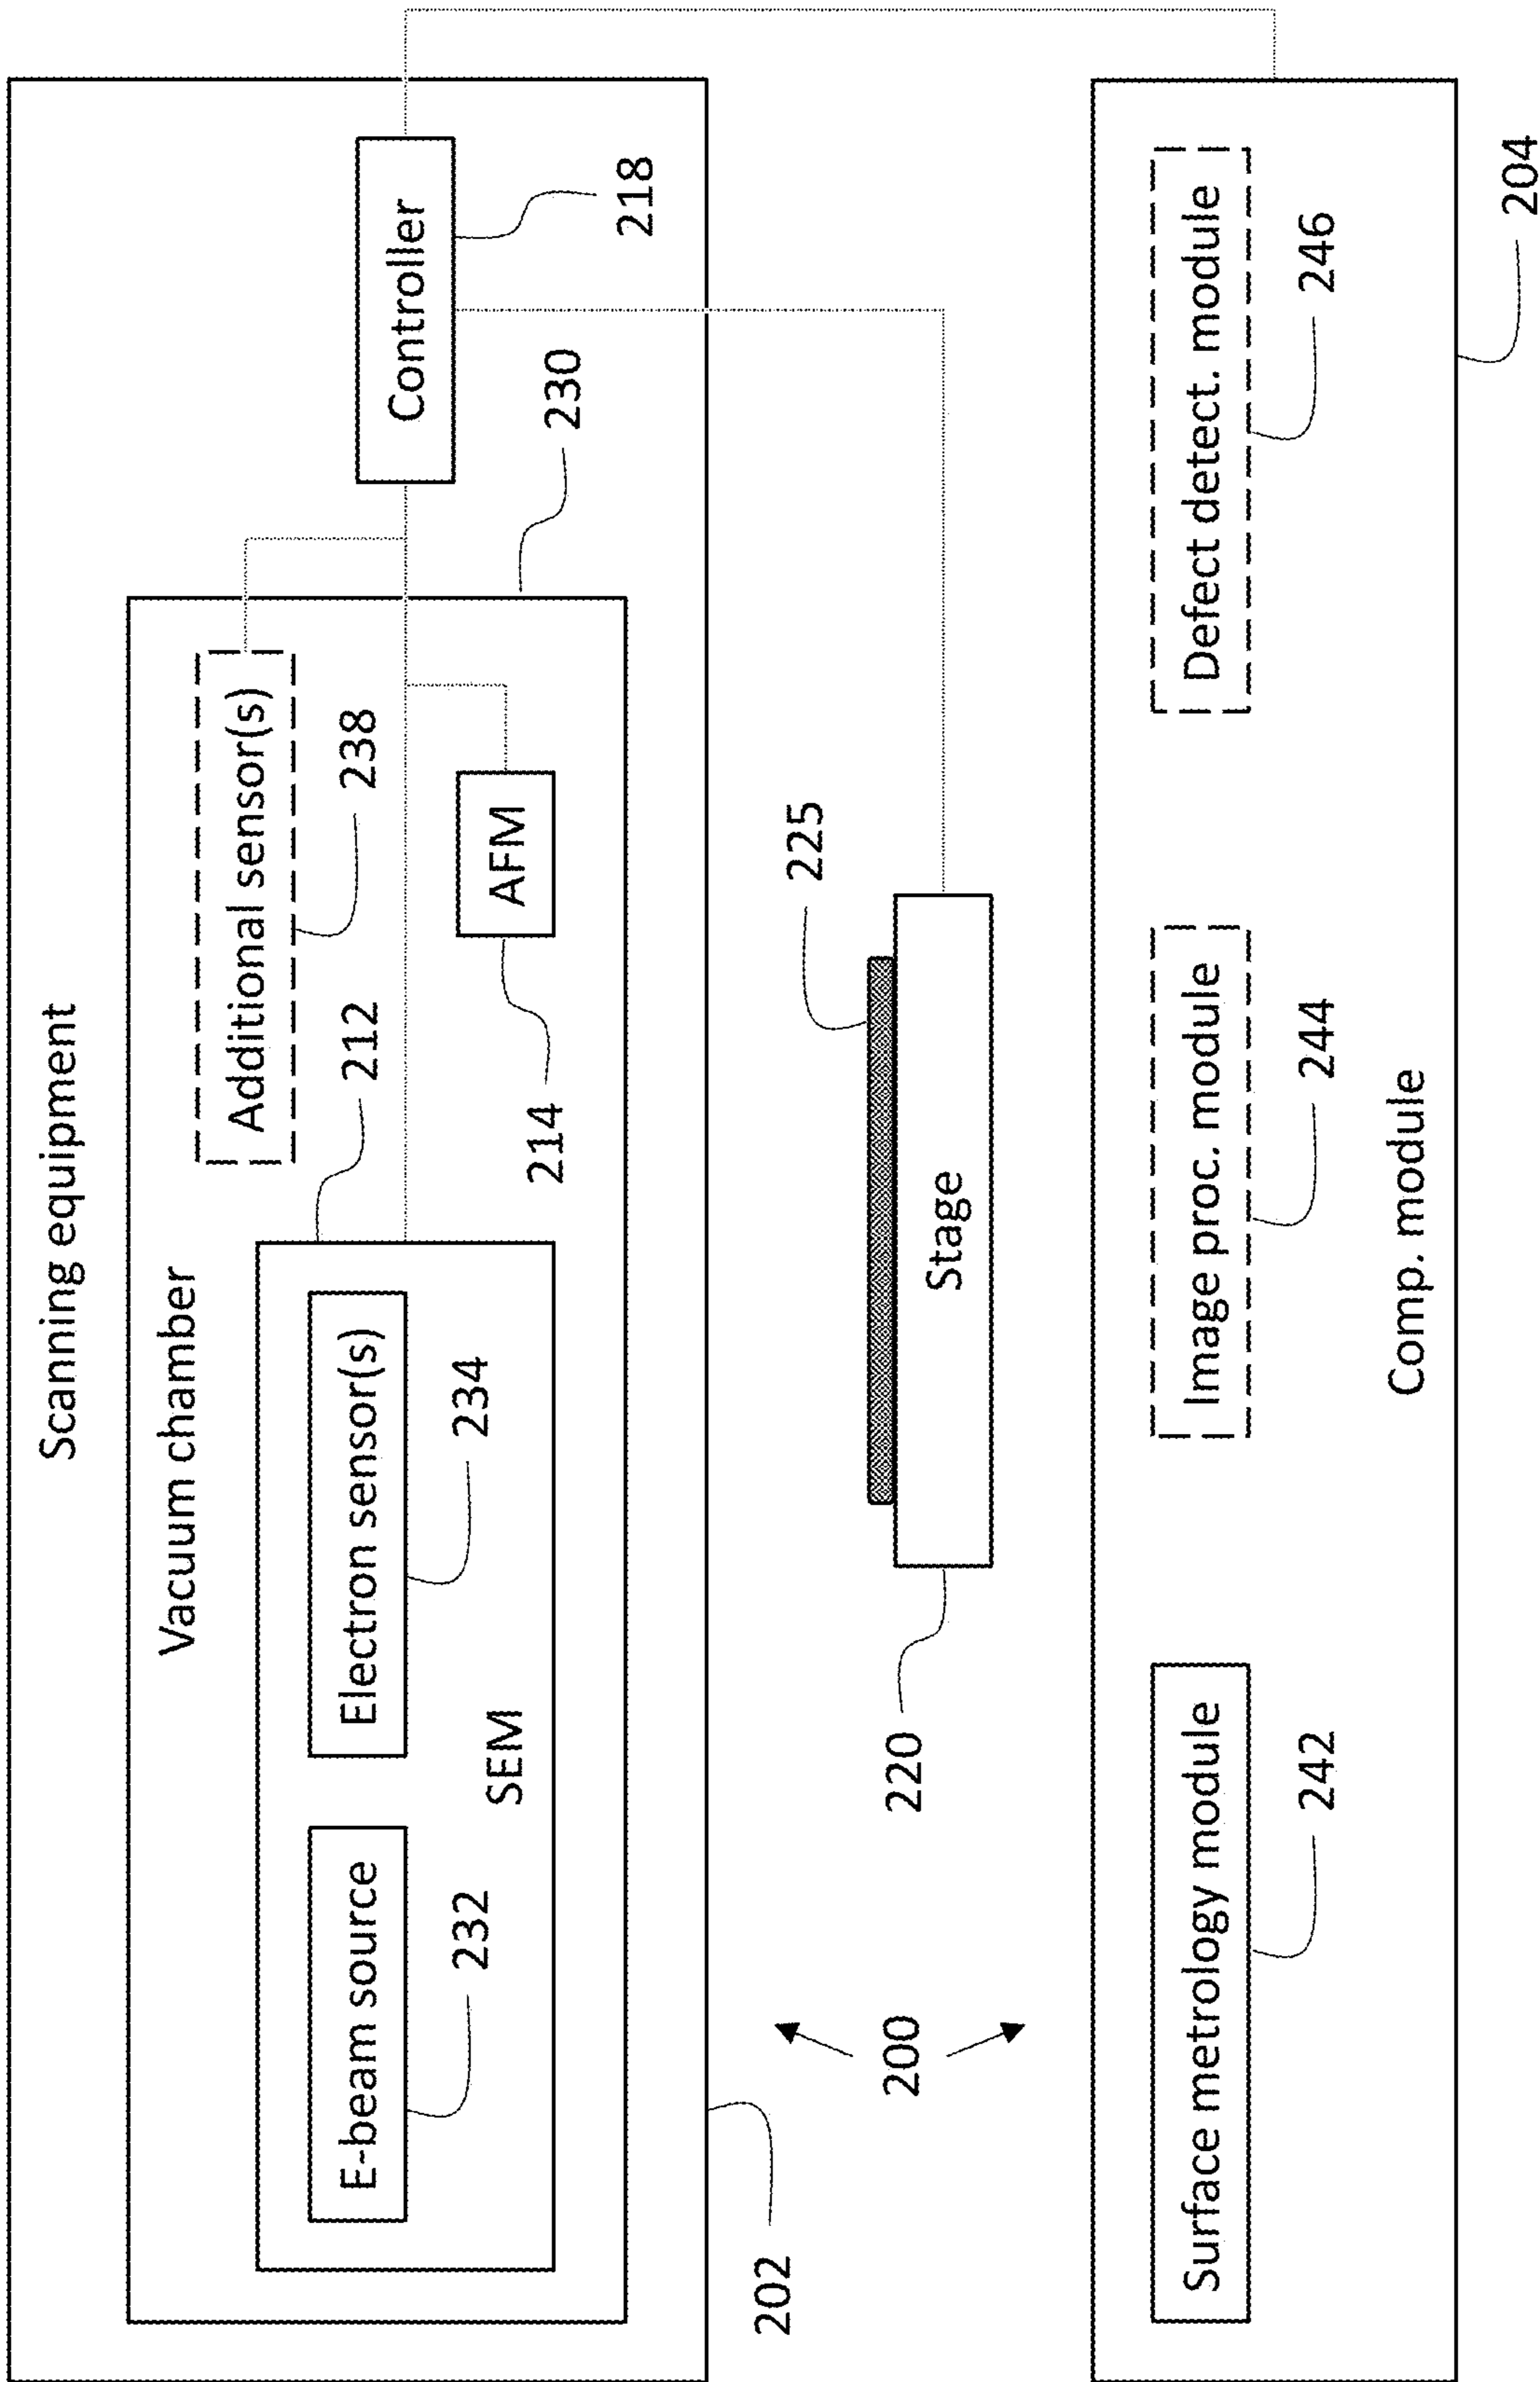 Scanning equipment
Vacuum chamber
Additional sensor(s)
238
212
E-beam source
232
Electron sensor(s)
234
SEM
AFM
214
Controller
218
230
202
225
Stage
220
200
Surface metrology module
242
Image proc. module
244
Defect detect. module
246
Comp. module
204